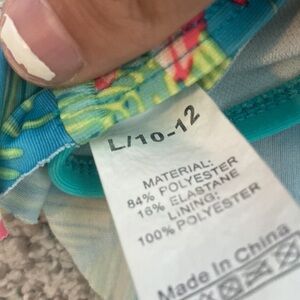 L/10-12
MATERIAL:
84% POLYESTER
16% ELASTANE
LINING:
100% POLYESTER
Made in China